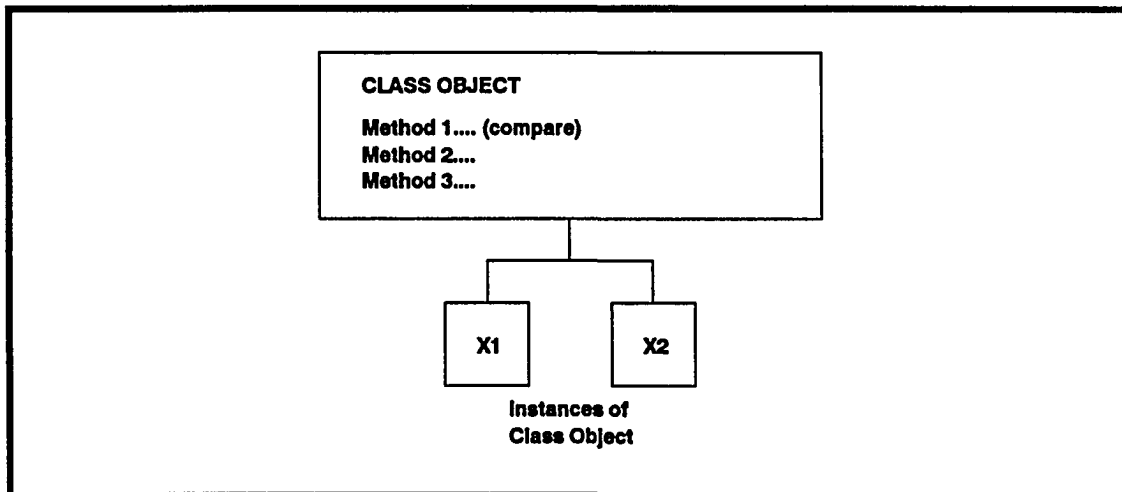 CLASS OBJECT
Method 1.... (compare)
Method 2....
Method 3....
X1
X2
Instances of
Class Object